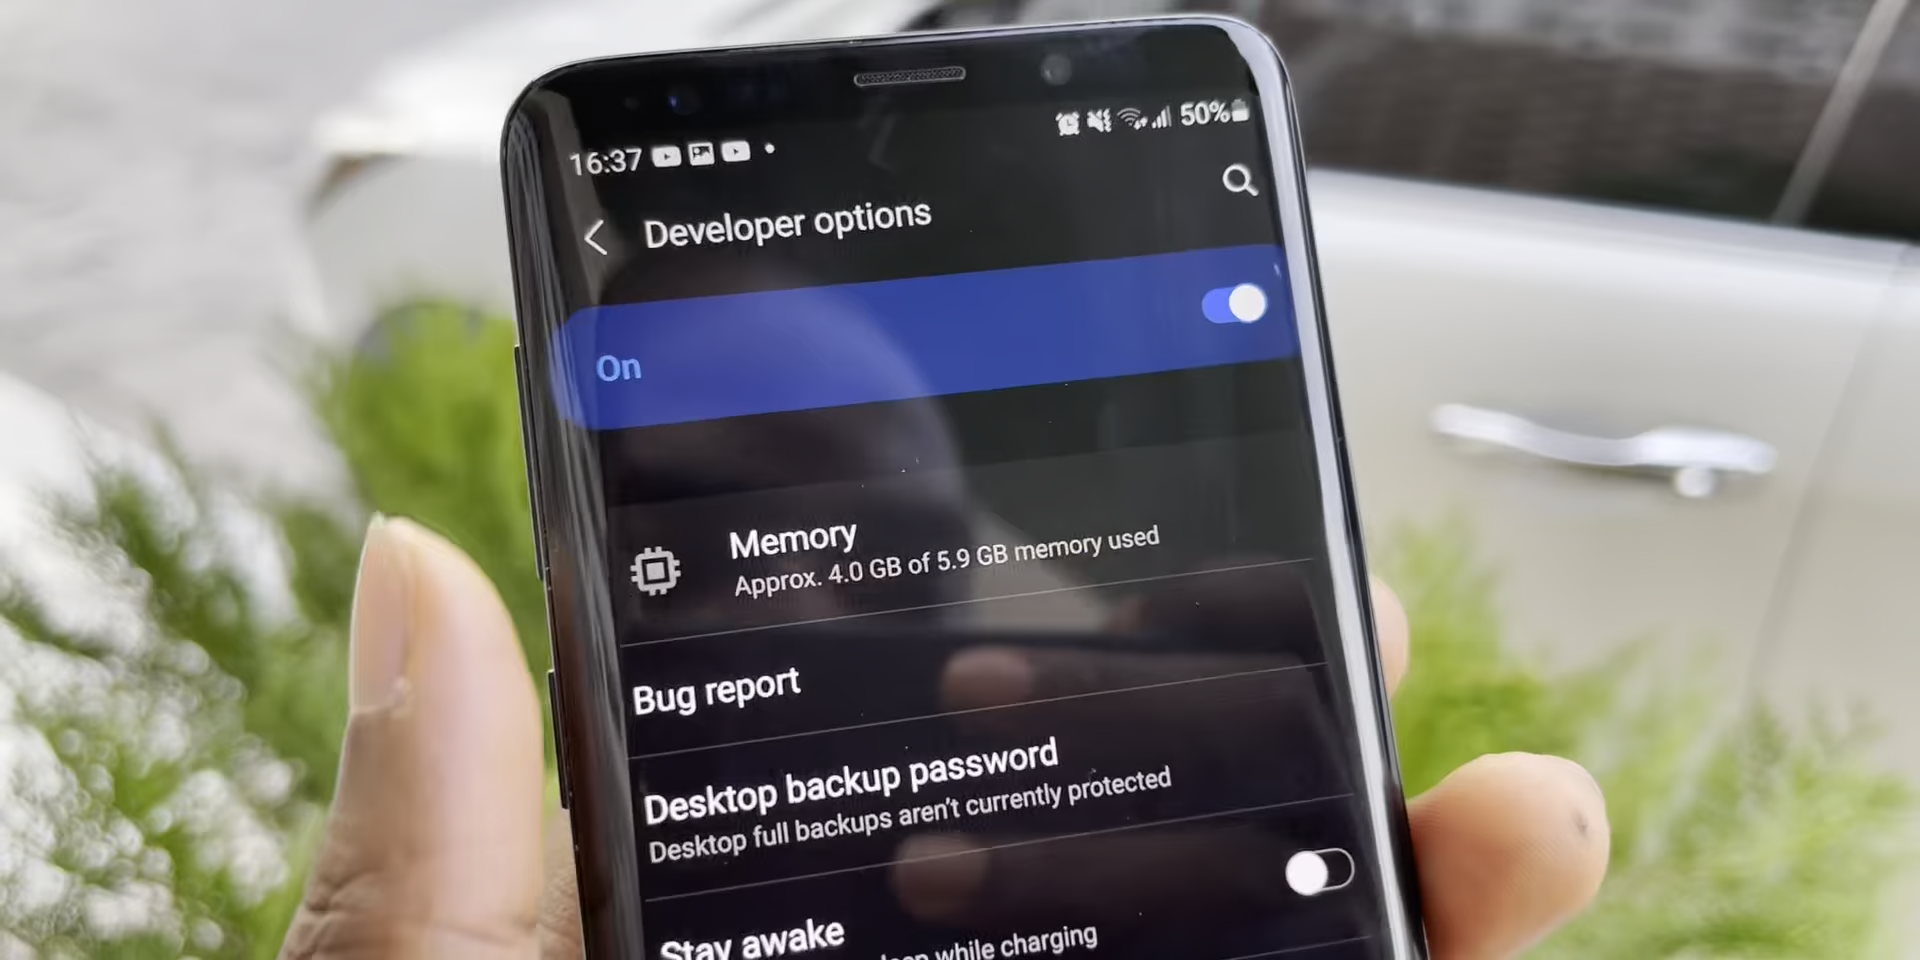 16:37
50%
Developer options
On
Memory
Approx. 4.0 GB of 5.9 GB memory used
Bug report
Desktop backup password
Desktop full backups aren't currently protected
Stay awake
while charging